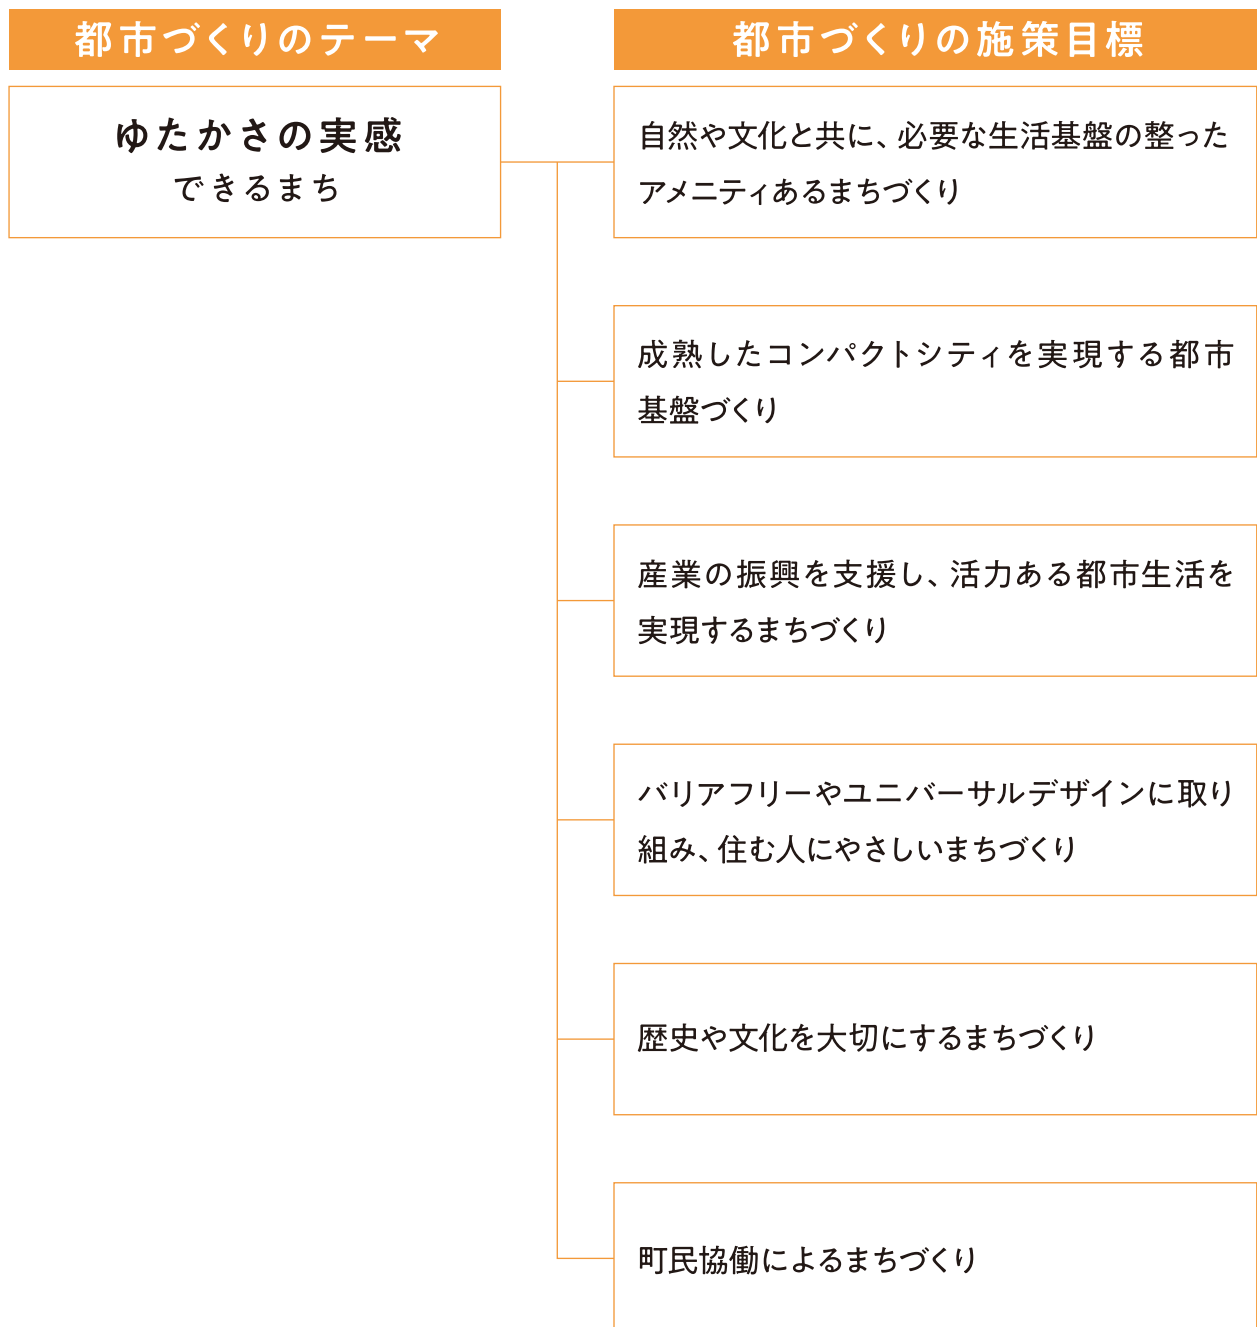 都市づくりのテーマ
ゆたかさの実感
できるまち
都市づくりの施策目標
自然や文化と共に、必要な生活基盤の整った
アメニティあるまちづくり
成熟したコンパクトシティを実現する都市
基盤づくり
産業の振興を支援し、活力ある都市生活を
実現するまちづくり
バリアフリーやユニバーサルデザインに取り
組み、住む人にやさしいまちづくり
歴史や文化を大切にするまちづくり
町民協働によるまちづくり